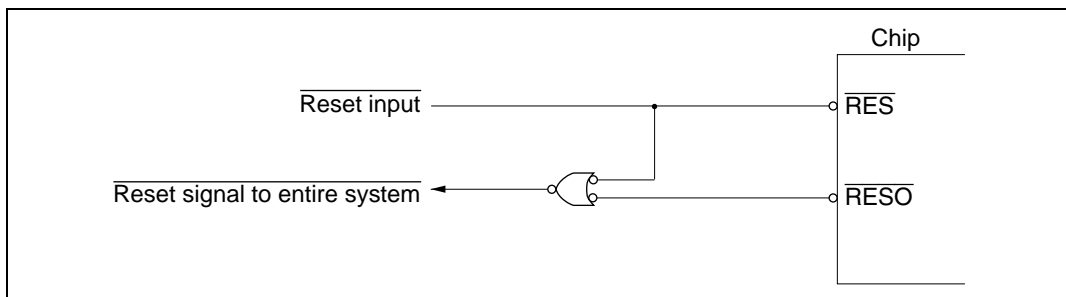 Chip
Reset input
RES
Reset signal to entire system
RESO